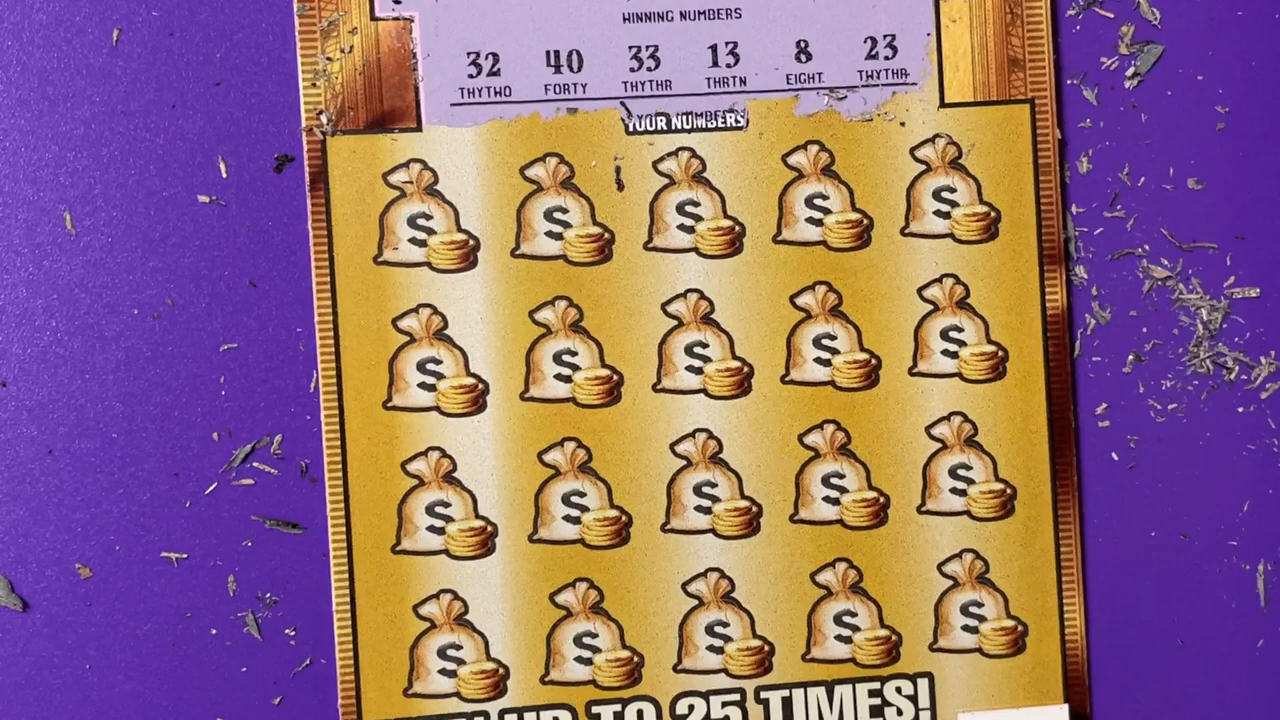 WINNING NUMBERS
32 40 33 13 8 23
THYTWO FORTY THYTHR THRTN EIGHT TWYTHR
YOUR NUMBERS
$ $ $ $ $
$ $ $ $ $
$ $ $ $ $
$ $ $ $ $
UP TO 25 TIMES!